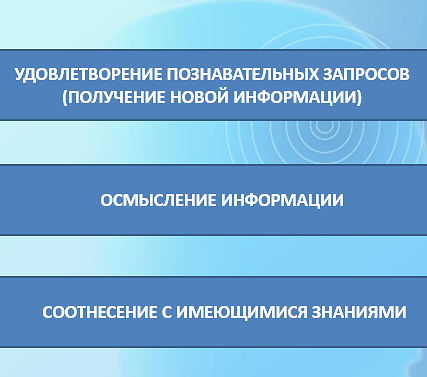 УДОВЛЕТВОРЕНИЕ ПОЗНАВАТЕЛЬНЫХ ЗАПРОСОВ
(ПОЛУЧЕНИЕ НОВОЙ ИНФОРМАЦИИ)
ОСМЫСЛЕНИЕ ИНФОРМАЦИИ
СООТНЕСЕНИЕ С ИМЕЮЩИМИСЯ ЗНАНИЯМИ